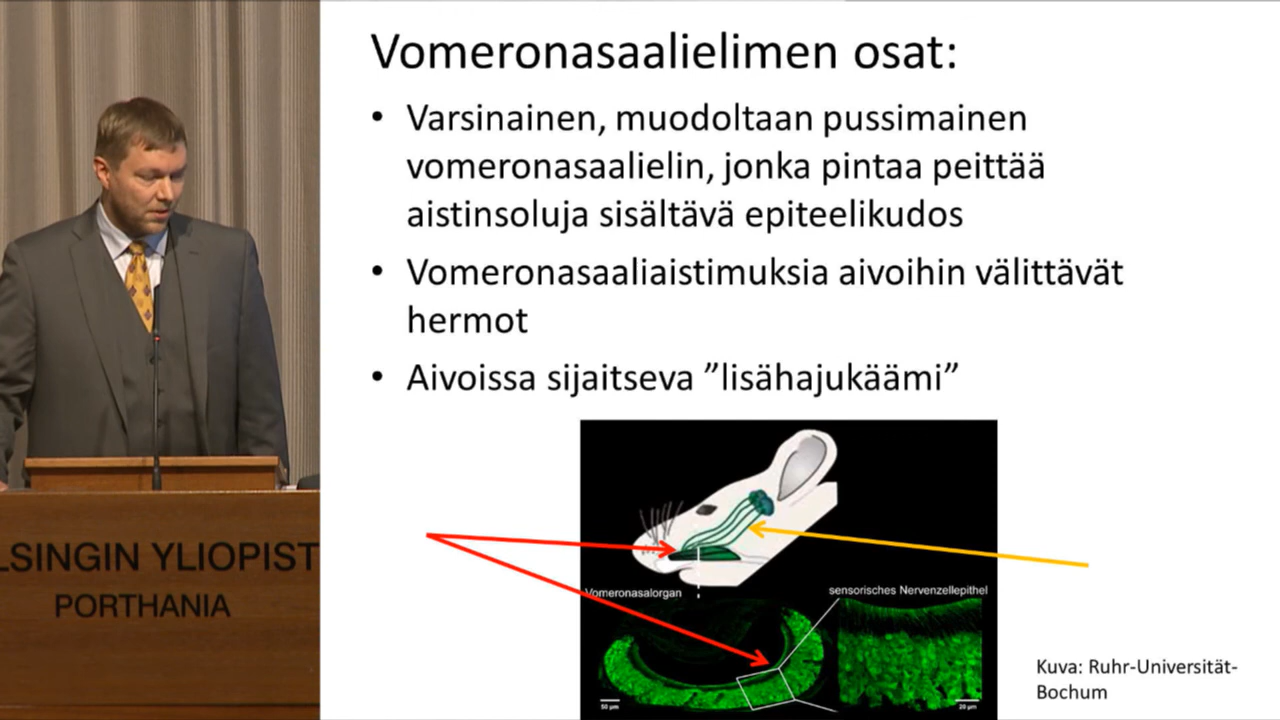 Vomeronasaalielimen osat:
• Varsinainen, muodoltaan pussimainen
vomeronasaalielin, jonka pintaa peittää
aistinsoluja sisältävä epiteelikudos
• Vomeronasaaliaistimuksia aivoihin välittävät
hermot
• Aivoissa sijaitseva ”lisähajukäämi”
Vomeronasalorgan
sensorisches Nervenzellepithel
50 µm
20 µm
Kuva: Ruhr-Universität-
Bochum
LSINGIN YLIOPIST
PORTHANIA